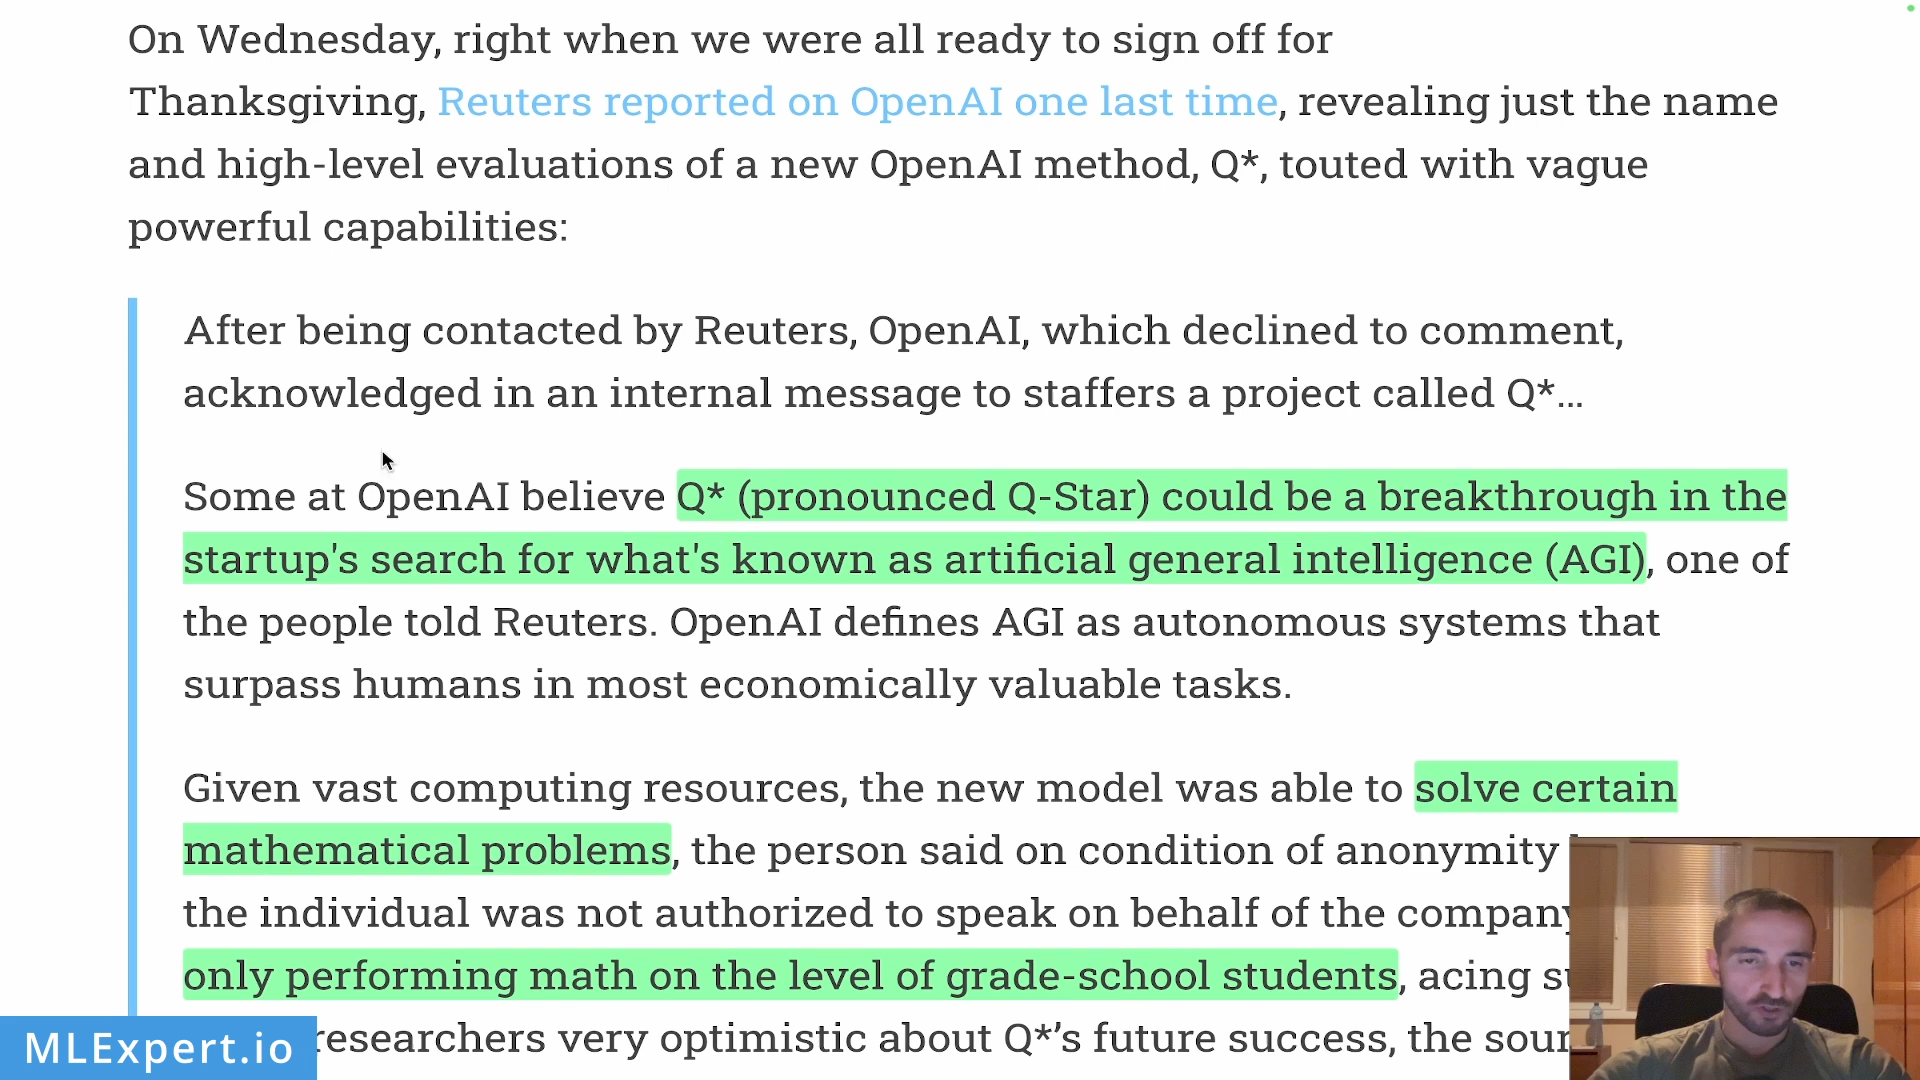 On Wednesday, right when we were all ready to sign off for
Thanksgiving, Reuters reported on OpenAI one last time, revealing just the name
and high-level evaluations of a new OpenAI method, Q*, touted with vague
powerful capabilities:
After being contacted by Reuters, OpenAI, which declined to comment,
acknowledged in an internal message to staffers a project called Q*...
Some at OpenAI believe Q* (pronounced Q-Star) could be a breakthrough in the
startup's search for what's known as artificial general intelligence (AGI), one of
the people told Reuters. OpenAI defines AGI as autonomous systems that
surpass humans in most economically valuable tasks.
Given vast computing resources, the new model was able to solve certain
mathematical problems, the person said on condition of anonymity
the individual was not authorized to speak on behalf of the company
only performing math on the level of grade-school students, acing
researchers very optimistic about Q*’s future success, the
MLExpert.io